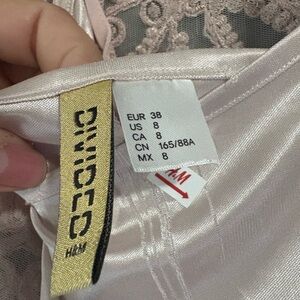 DIVIDED
H&M
EUR 38
US 8
CA 8
CN 165/88A
MX 8
H&M